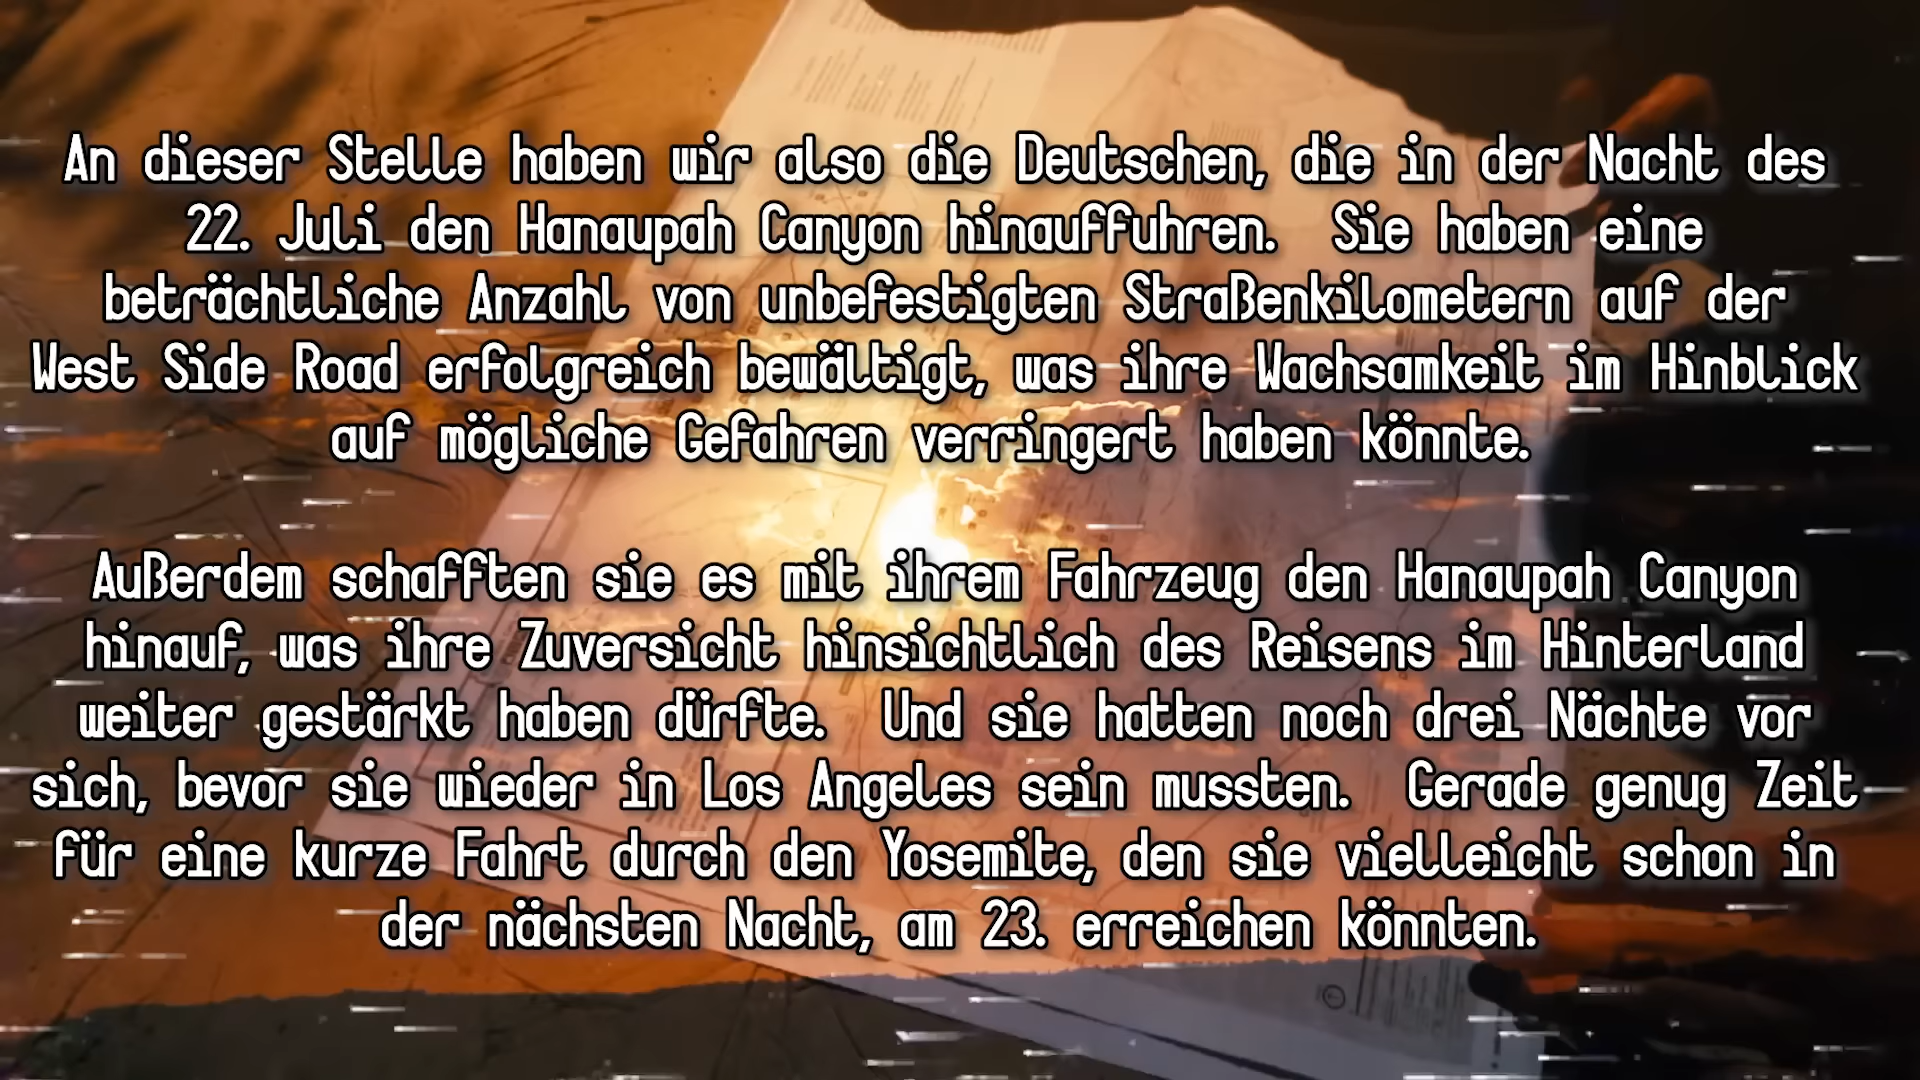 An dieser Stelle haben wir also die Deutschen, die in der Nacht des
22. Juli den Hanaupah Canyon hinauffuhren. Sie haben eine
beträchtliche Anzahl von unbefestigten Straßenkilometern auf der
West Side Road erfolgreich bewältigt, was ihre Wachsamkeit im Hinblick
auf mögliche Gefahren verringert haben könnte.
Außerdem schafften sie es mit ihrem Fahrzeug den Hanaupah Canyon
hinauf, was ihre Zuversicht hinsichtlich des Reisens im Hinterland
weiter gestärkt haben dürfte. Und sie hatten noch drei Nächte vor
sich, bevor sie wieder in Los Angeles sein mussten. Gerade genug Zeit
für eine kurze Fahrt durch den Yosemite, den sie vielleicht schon in
der nächsten Nacht, am 23. erreichen könnten.